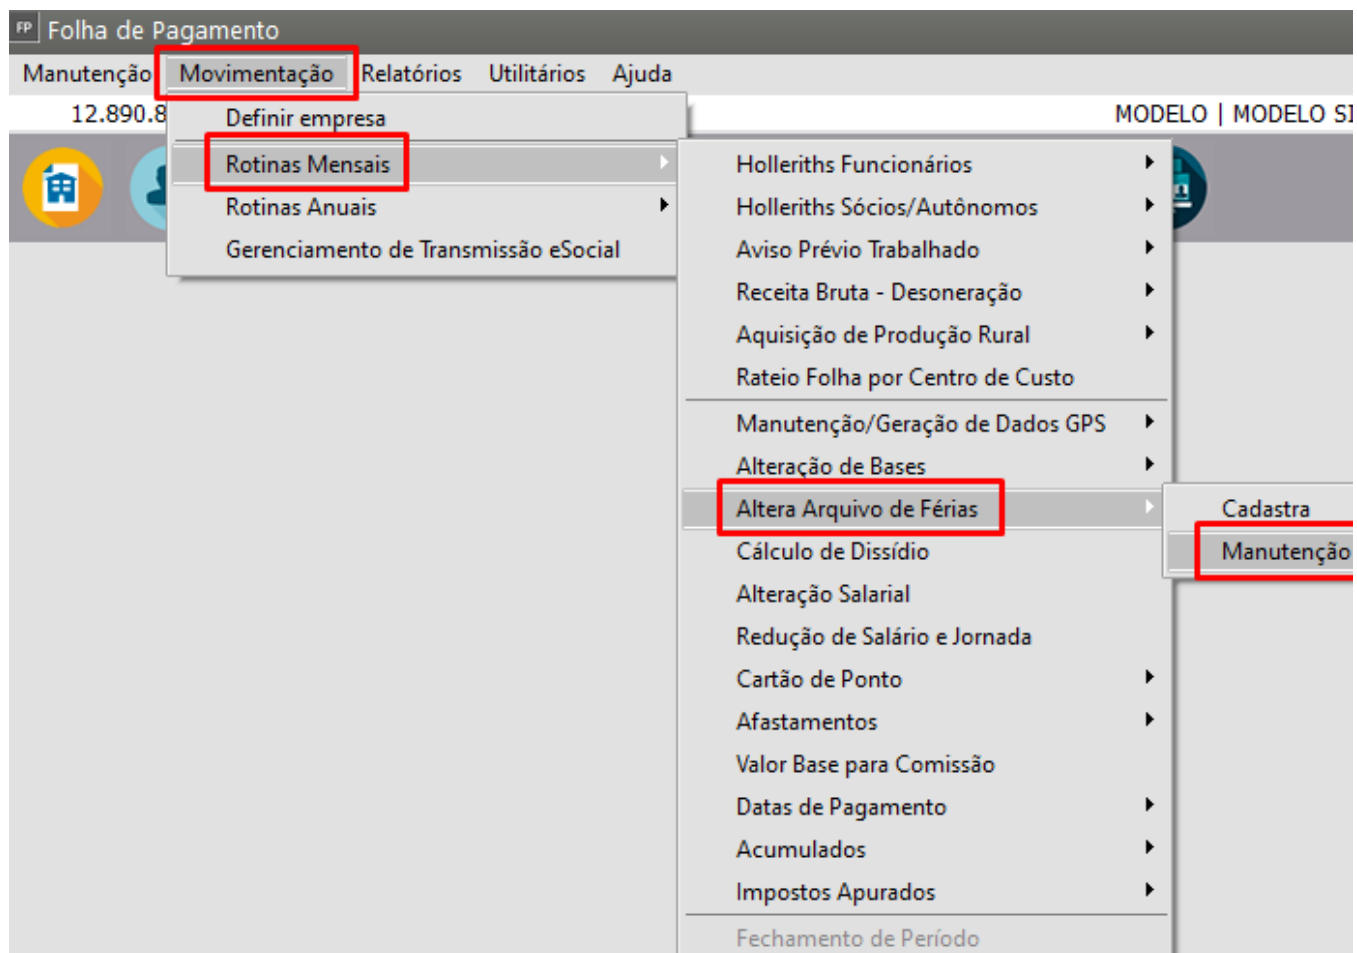 FP Folha de Pagamento
Manutenção Movimentação Relatórios Utilitários Ajuda
12.890.8 MODELO | MODELO SI
Definir empresa
Rotinas Mensais
Rotinas Anuais
Gerenciamento de Transmissão eSocial
Holleriths Funcionários
Holleriths Sócios/Autônomos
Aviso Prévio Trabalhado
Receita Bruta - Desoneração
Aquisição de Produção Rural
Rateio Folha por Centro de Custo
Manutenção/Geração de Dados GPS
Alteração de Bases
Altera Arquivo de Férias
Cálculo de Dissídio
Alteração Salarial
Redução de Salário e Jornada
Cartão de Ponto
Afastamentos
Valor Base para Comissão
Datas de Pagamento
Acumulados
Impostos Apurados
Fechamento de Período
Cadastra
Manutenção